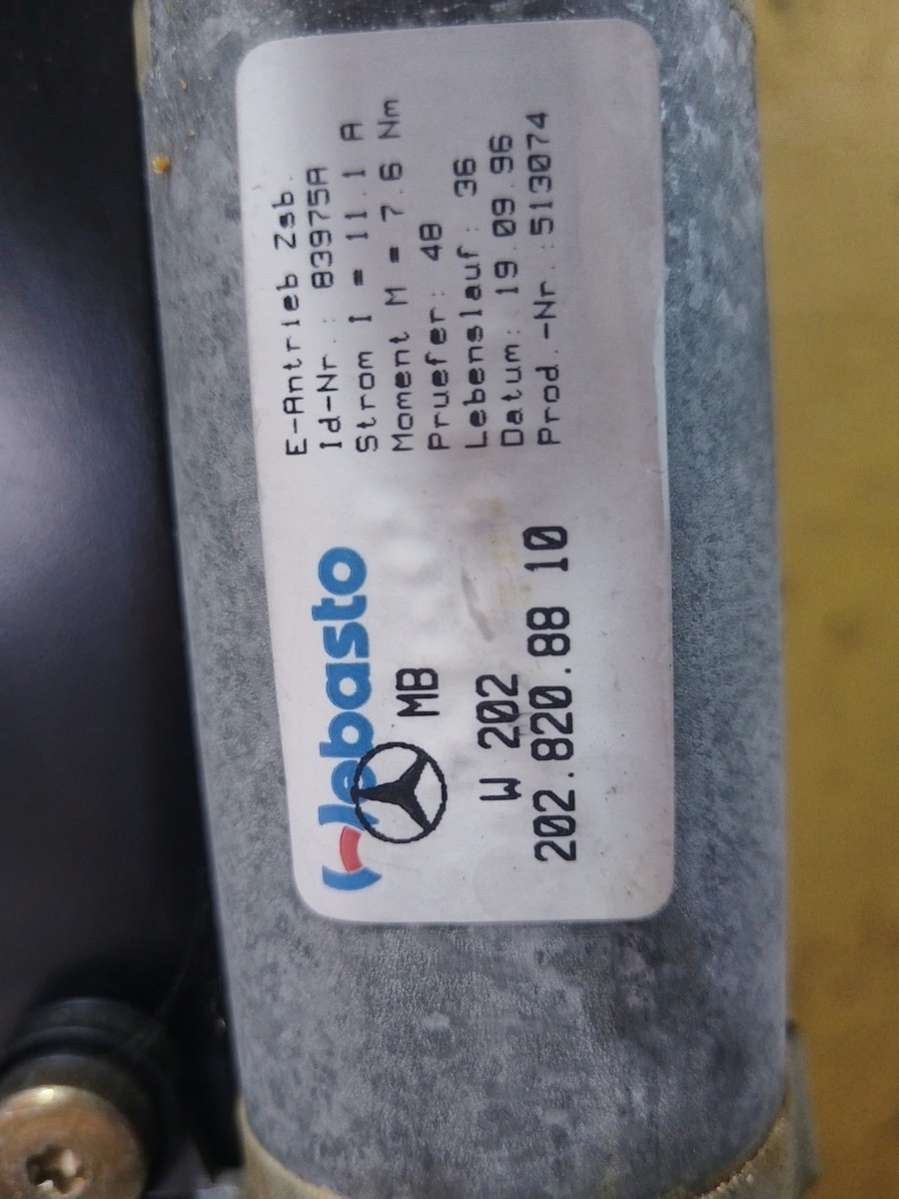 Webasto
MB
W 202
202.820.88 10
E-Antrieb Zsb.
Id-Nr.: 83975A
Strom I = 11.1 A
Moment M = 7.6 Nm
Pruefer: 48
Lebenslauf: 36
Datum: 19.09.96
Prod.-Nr.:513074